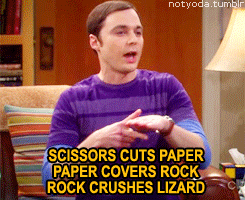 notyoda.tumblr
SCISSORS CUTS PAPER
PAPER COVERS ROCK
ROCK CRUSHES LIZARD